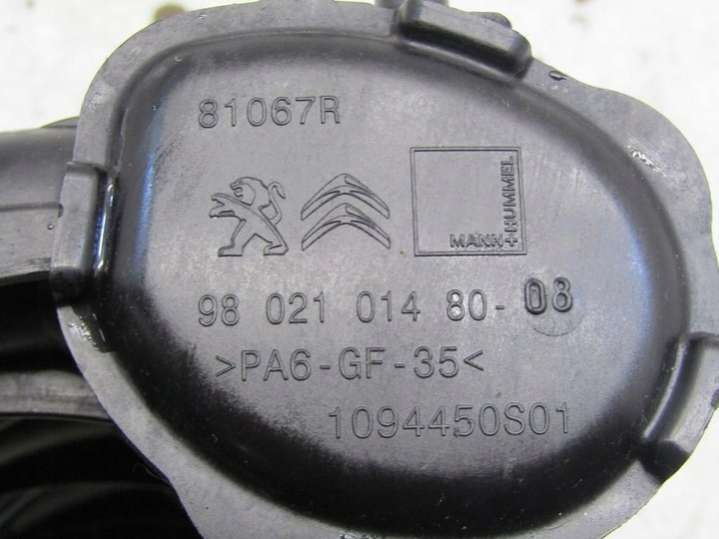 81067R
MANN+HUMMEL
98 021 014 80-08
>PA6-GF-35<
1094450S01